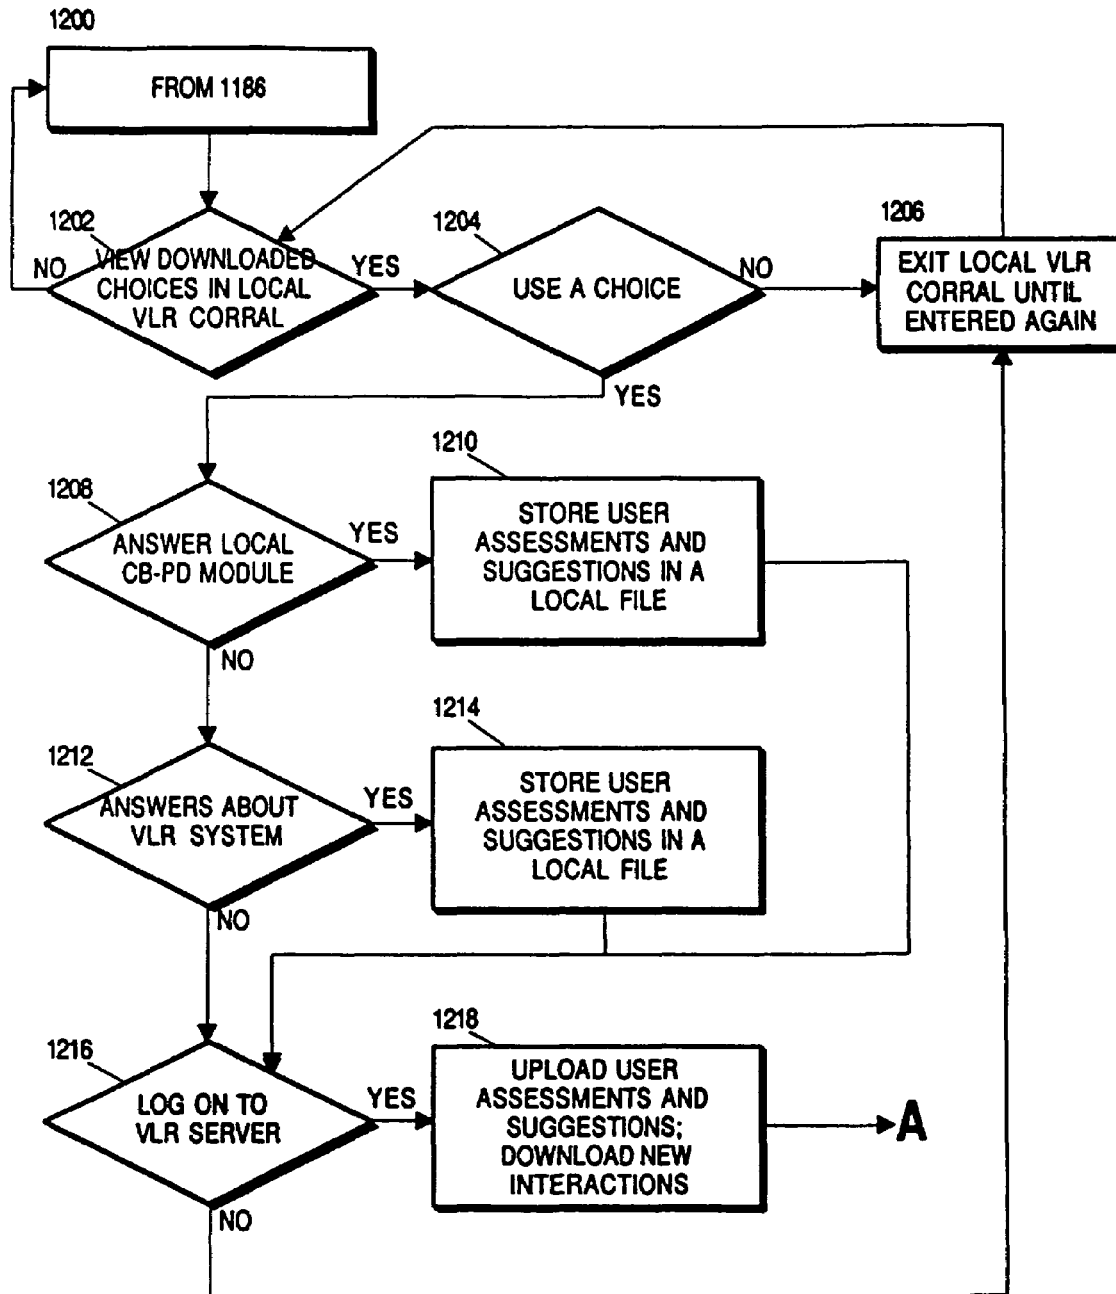 1200
FROM 1186
1202
VIEW DOWNLOADED
CHOICES IN LOCAL
VLR CORRAL
NO
YES
1204
USE A CHOICE
NO
YES
1206
EXIT LOCAL VLR
CORRAL UNTIL
ENTERED AGAIN
1208
ANSWER LOCAL
CB-PD MODULE
YES
NO
1210
STORE USER
ASSESSMENTS AND
SUGGESTIONS IN A
LOCAL FILE
1212
ANSWERS ABOUT
VLR SYSTEM
YES
NO
1214
STORE USER
ASSESSMENTS AND
SUGGESTIONS IN A
LOCAL FILE
1216
LOG ON TO
VLR SERVER
YES
NO
1218
UPLOAD USER
ASSESSMENTS AND
SUGGESTIONS;
DOWNLOAD NEW
INTERACTIONS
A